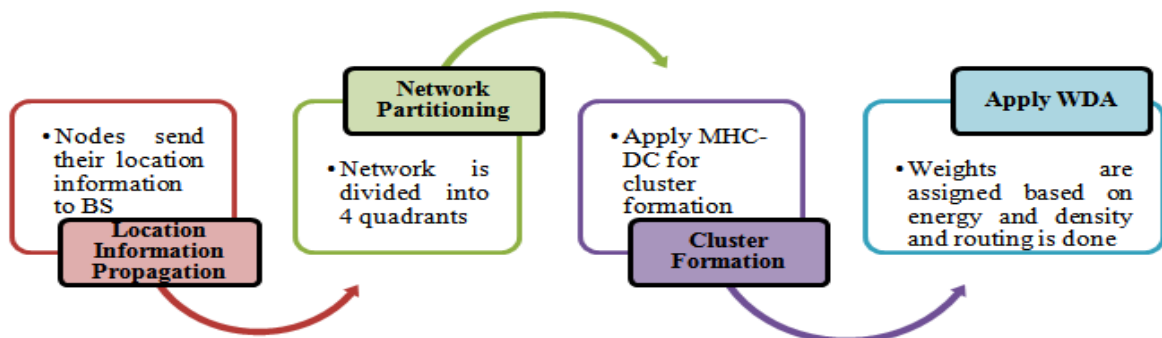 • Nodes send
their location
information
to BS
Location
Information
Propagation
Network
Partitioning
• Network is
divided into
4 quadrants
• Apply MHC-
DC for
cluster
formation
Cluster
Formation
Apply WDA
• Weights are
assigned based on
energy and density
and routing is done